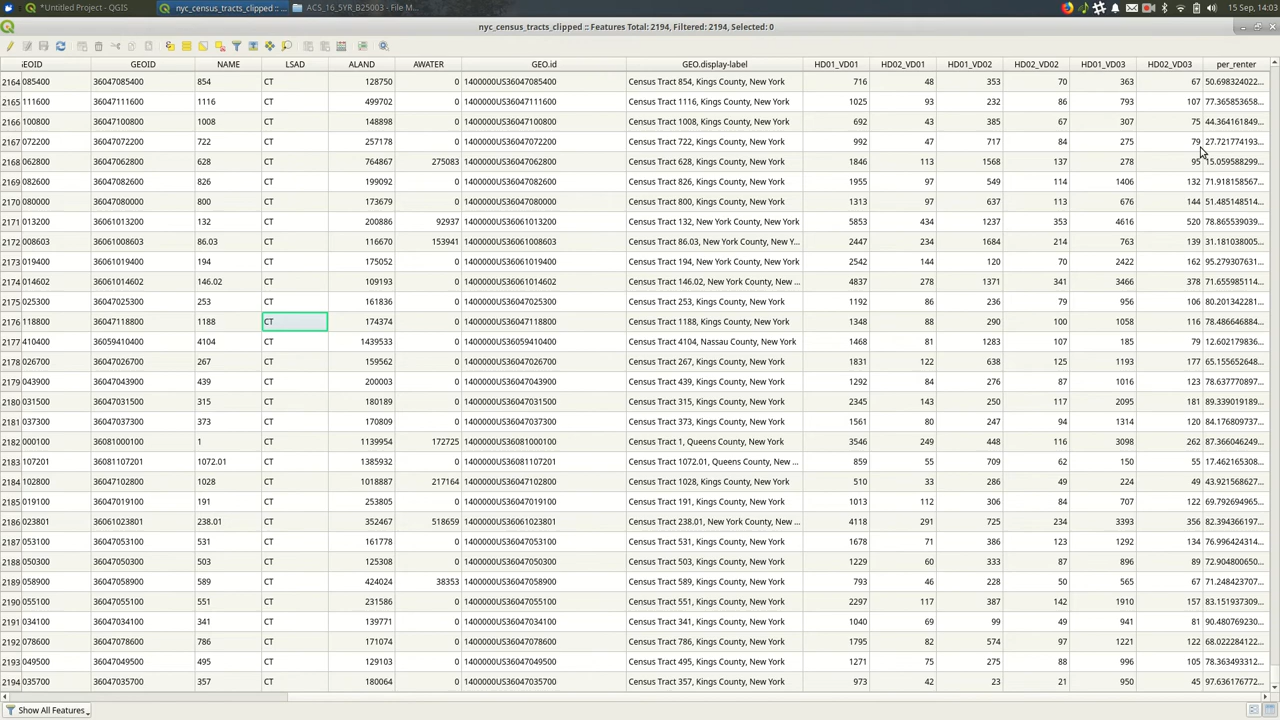 *Untitled Project - QGIS nyc_census_tracts_clipped :: ... ACS_16_5YR_B25003 - File M... 15 Sep, 14:03
nyc_census_tracts_clipped :: Features Total: 2194, Filtered: 2194, Selected: 0
GEOID GEOID NAME LSAD ALAND AWATER GEO.id GEO.display-label HD01_VD01 HD02_VD01 HD01_VD02 HD02_VD02 HD01_VD03 HD02_VD03 per_renter
2164 085400 36047085400 854 CT 128750 0 1400000US36047085400 Census Tract 854, Kings County, New York 716 48 353 70 363 67 50.698324022...
2165 111600 36047111600 1116 CT 499702 0 1400000US36047111600 Census Tract 1116, Kings County, New York 1025 93 232 86 793 107 77.365853658...
2166 100800 36047100800 1008 CT 148898 0 1400000US36047100800 Census Tract 1008, Kings County, New York 692 43 385 67 307 75 44.364161849...
2167 072200 36047072200 722 CT 257178 0 1400000US36047072200 Census Tract 722, Kings County, New York 992 47 717 84 275 79 27.721774193...
2168 062800 36047062800 628 CT 764867 275083 1400000US36047062800 Census Tract 628, Kings County, New York 1846 113 1568 137 278 95 15.059588299...
2169 082600 36047082600 826 CT 199092 0 1400000US36047082600 Census Tract 826, Kings County, New York 1955 97 549 114 1406 132 71.918158567...
2170 080000 36047080000 800 CT 173679 0 1400000US36047080000 Census Tract 800, Kings County, New York 1313 97 637 113 676 144 51.485148514...
2171 013200 36061013200 132 CT 200886 92937 1400000US36061013200 Census Tract 132, New York County, New York 5853 434 1237 353 4616 520 78.865539039...
2172 008603 36061008603 86.03 CT 116670 153941 1400000US36061008603 Census Tract 86.03, New York County, New Y... 2447 234 1684 214 763 139 31.181038005...
2173 019400 36061019400 194 CT 175052 0 1400000US36061019400 Census Tract 194, New York County, New York 2542 144 120 70 2422 162 95.279307631...
2174 014602 36061014602 146.02 CT 109193 0 1400000US36061014602 Census Tract 146.02, New York County, New ... 4837 278 1371 341 3466 378 71.655985114...
2175 025300 36047025300 253 CT 161836 0 1400000US36047025300 Census Tract 253, Kings County, New York 1192 86 236 79 956 106 80.201342281...
2176 118800 36047118800 1188 CT 174374 0 1400000US36047118800 Census Tract 1188, Kings County, New York 1348 88 290 100 1058 116 78.486646884...
2177 410400 36059410400 4104 CT 1439533 0 1400000US36059410400 Census Tract 4104, Nassau County, New York 1468 81 1283 107 185 79 12.602179836...
2178 026700 36047026700 267 CT 159562 0 1400000US36047026700 Census Tract 267, Kings County, New York 1831 122 638 125 1193 177 65.155652648...
2179 043900 36047043900 439 CT 200003 0 1400000US36047043900 Census Tract 439, Kings County, New York 1292 84 276 87 1016 123 78.637770897...
2180 031500 36047031500 315 CT 180189 0 1400000US36047031500 Census Tract 315, Kings County, New York 2345 143 250 117 2095 181 89.339019189...
2181 037300 36047037300 373 CT 170809 0 1400000US36047037300 Census Tract 373, Kings County, New York 1561 80 247 94 1314 120 84.176809737...
2182 000100 36081000100 1 CT 1139954 172725 1400000US36081000100 Census Tract 1, Queens County, New York 3546 249 448 116 3098 262 87.366046249...
2183 107201 36081107201 1072.01 CT 1385932 0 1400000US36081107201 Census Tract 1072.01, Queens County, New ... 859 55 709 62 150 55 17.462165308...
2184 102800 36047102800 1028 CT 1018887 217164 1400000US36047102800 Census Tract 1028, Kings County, New York 510 33 286 49 224 49 43.921568627...
2185 019100 36047019100 191 CT 253805 0 1400000US36047019100 Census Tract 191, Kings County, New York 1013 112 306 84 707 122 69.792694965...
2186 023801 36061023801 238.01 CT 352467 518659 1400000US36061023801 Census Tract 238.01, New York County, New ... 4118 291 725 234 3393 356 82.394366197...
2187 053100 36047053100 531 CT 161778 0 1400000US36047053100 Census Tract 531, Kings County, New York 1678 71 386 123 1292 134 76.996424314...
2188 050300 36047050300 503 CT 125308 0 1400000US36047050300 Census Tract 503, Kings County, New York 1229 60 333 87 896 89 72.904800650...
2189 058900 36047058900 589 CT 424024 38353 1400000US36047058900 Census Tract 589, Kings County, New York 793 46 228 50 565 67 71.248423707...
2190 055100 36047055100 551 CT 231586 0 1400000US36047055100 Census Tract 551, Kings County, New York 2297 117 387 142 1910 157 83.151937309...
2191 034100 36047034100 341 CT 139771 0 1400000US36047034100 Census Tract 341, Kings County, New York 1040 69 99 49 941 81 90.480769230...
2192 078600 36047078600 786 CT 171074 0 1400000US36047078600 Census Tract 786, Kings County, New York 1795 82 574 97 1221 122 68.022284122...
2193 049500 36047049500 495 CT 129103 0 1400000US36047049500 Census Tract 495, Kings County, New York 1271 75 275 88 996 105 78.363493312...
2194 035700 36047035700 357 CT 180064 0 1400000US36047035700 Census Tract 357, Kings County, New York 973 42 23 21 950 45 97.636176772...
Show All Features